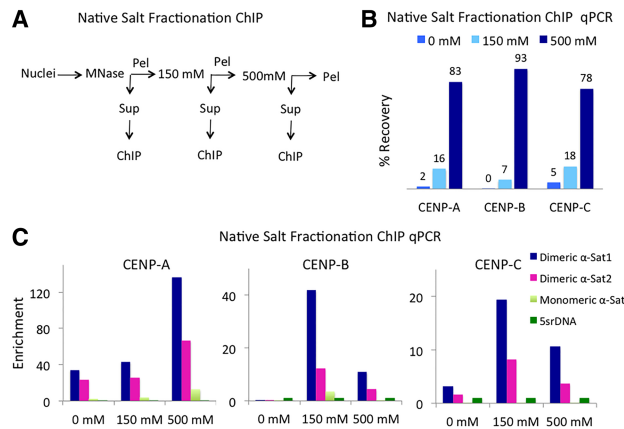 A
Native Salt Fractionation ChIP
Nuclei MNase Pel 150 mM Pel 500mM Pel
Sup Sup Sup
ChIP ChIP ChIP
B
Native Salt Fractionation ChIP qPCR
0 mM 150 mM 500 mM
% Recovery
2 16 83 0 7 93 5 18 78
CENP-A CENP-B CENP-C
C
Native Salt Fractionation ChIP qPCR
CENP-A CENP-B CENP-C
Dimeric α-Sat1
Dimeric α-Sat2
Monomeric α-Sat
5srDNA
Enrichment
120
80
40
0
0 mM 150 mM 500 mM
40
20
0
0 mM 150 mM 500 mM
20
10
0
0 mM 150 mM 500 mM